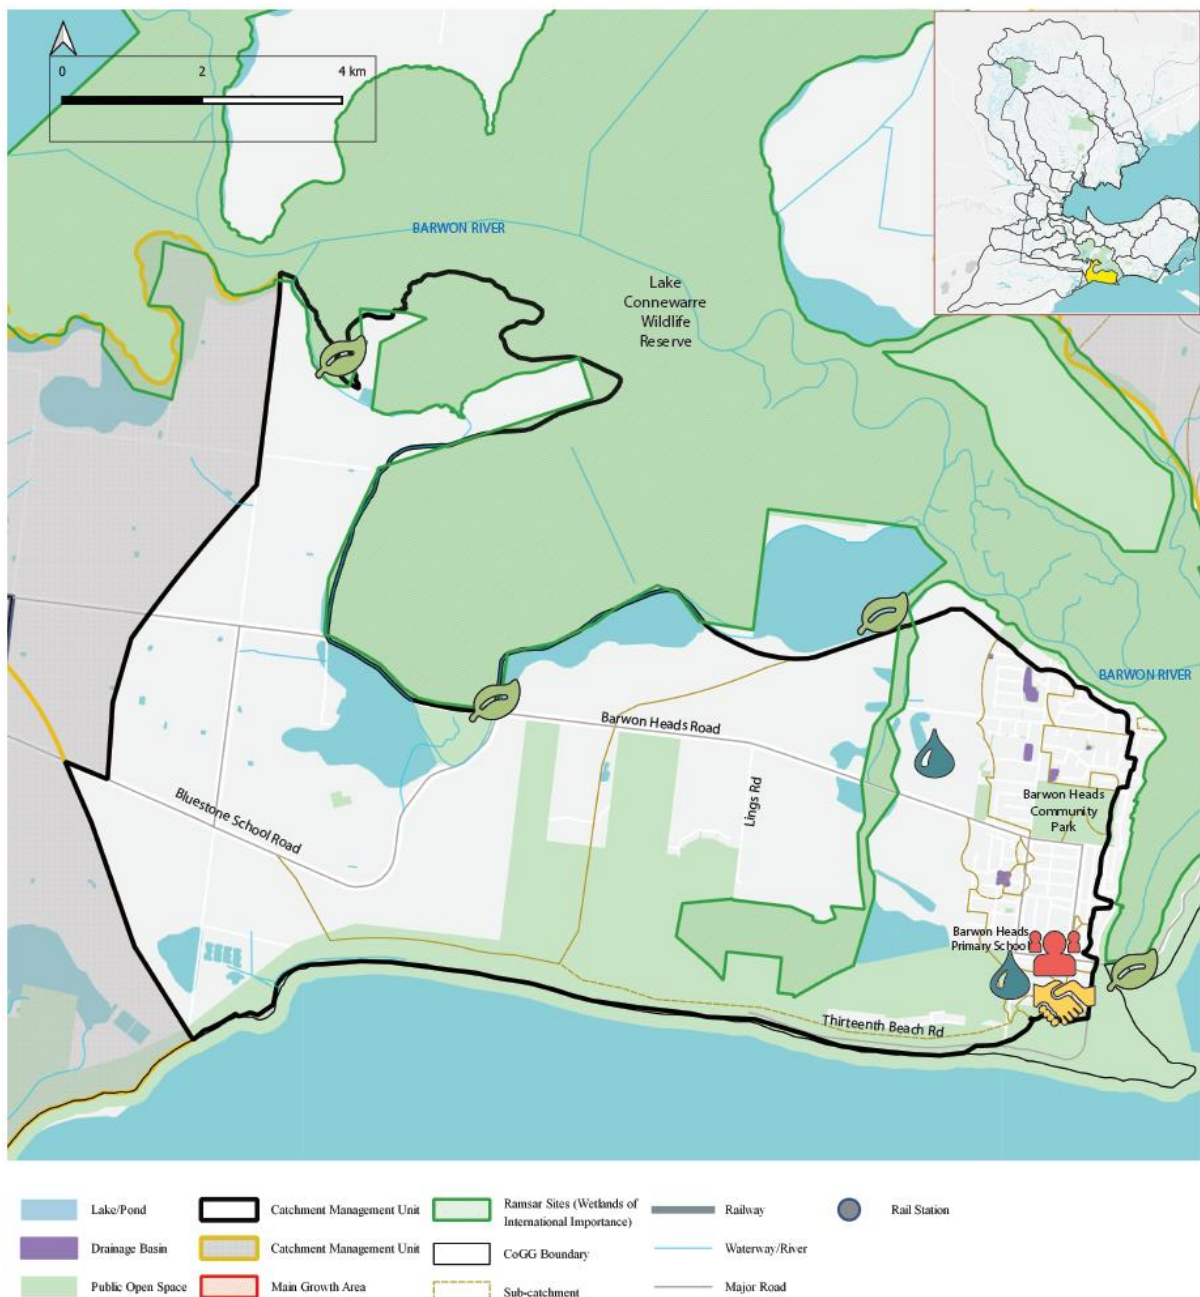 0 2 4 km
BARWON RIVER
Lake
Connewarre
Wildlife
Reserve
BARWON RIVER
Barwon Heads Road
Lings Rd
Bluestone School Road
Barwon Heads
Community
Park
Barwon Heads
Primary School
Thirteenth Beach Rd
Lake/Pond
Catchment Management Unit
Ramsar Sites (Wetlands of
International Importance)
Railway
Rail Station
Drainage Basin
Catchment Management Unit
CoGG Boundary
Waterway/River
Public Open Space
Main Growth Area
Sub-catchment
Major Road